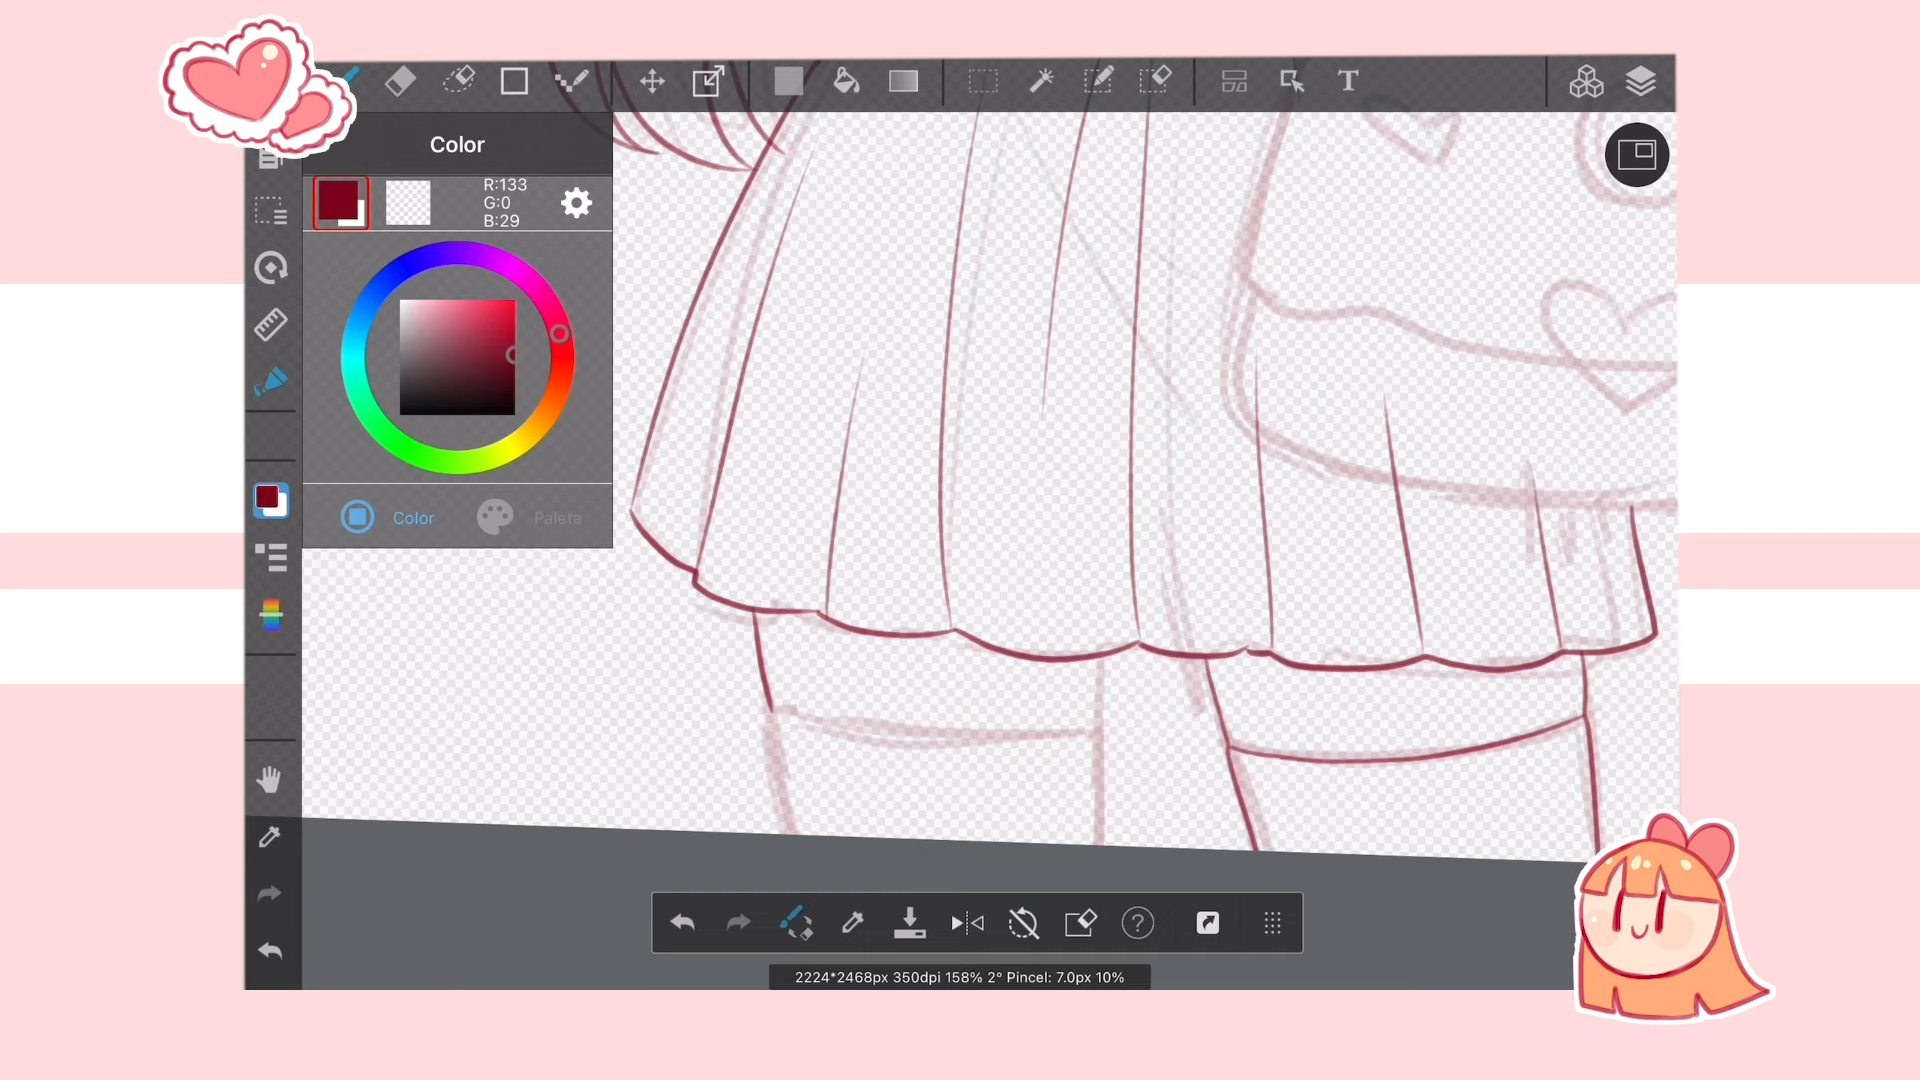 T
Color
R:133
G:0
B:29
Color
Paleta
?
2224*2468px 350dpi 158% 2° Pincel: 7.0px 10%